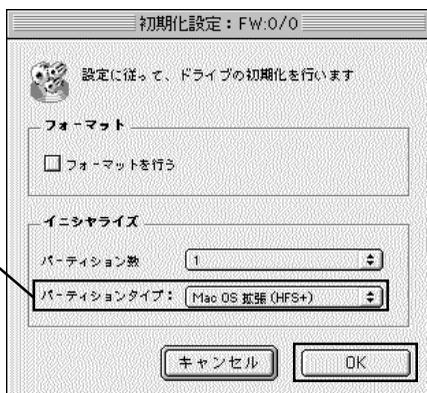 初期化設定：FW:0/0
設定に従って、ドライブの初期化を行います
フォーマット
フォーマットを行う
イニシャライズ
パーティション数 1
パーティションタイプ： Mac OS 拡張 (HFS+)
キャンセル OK